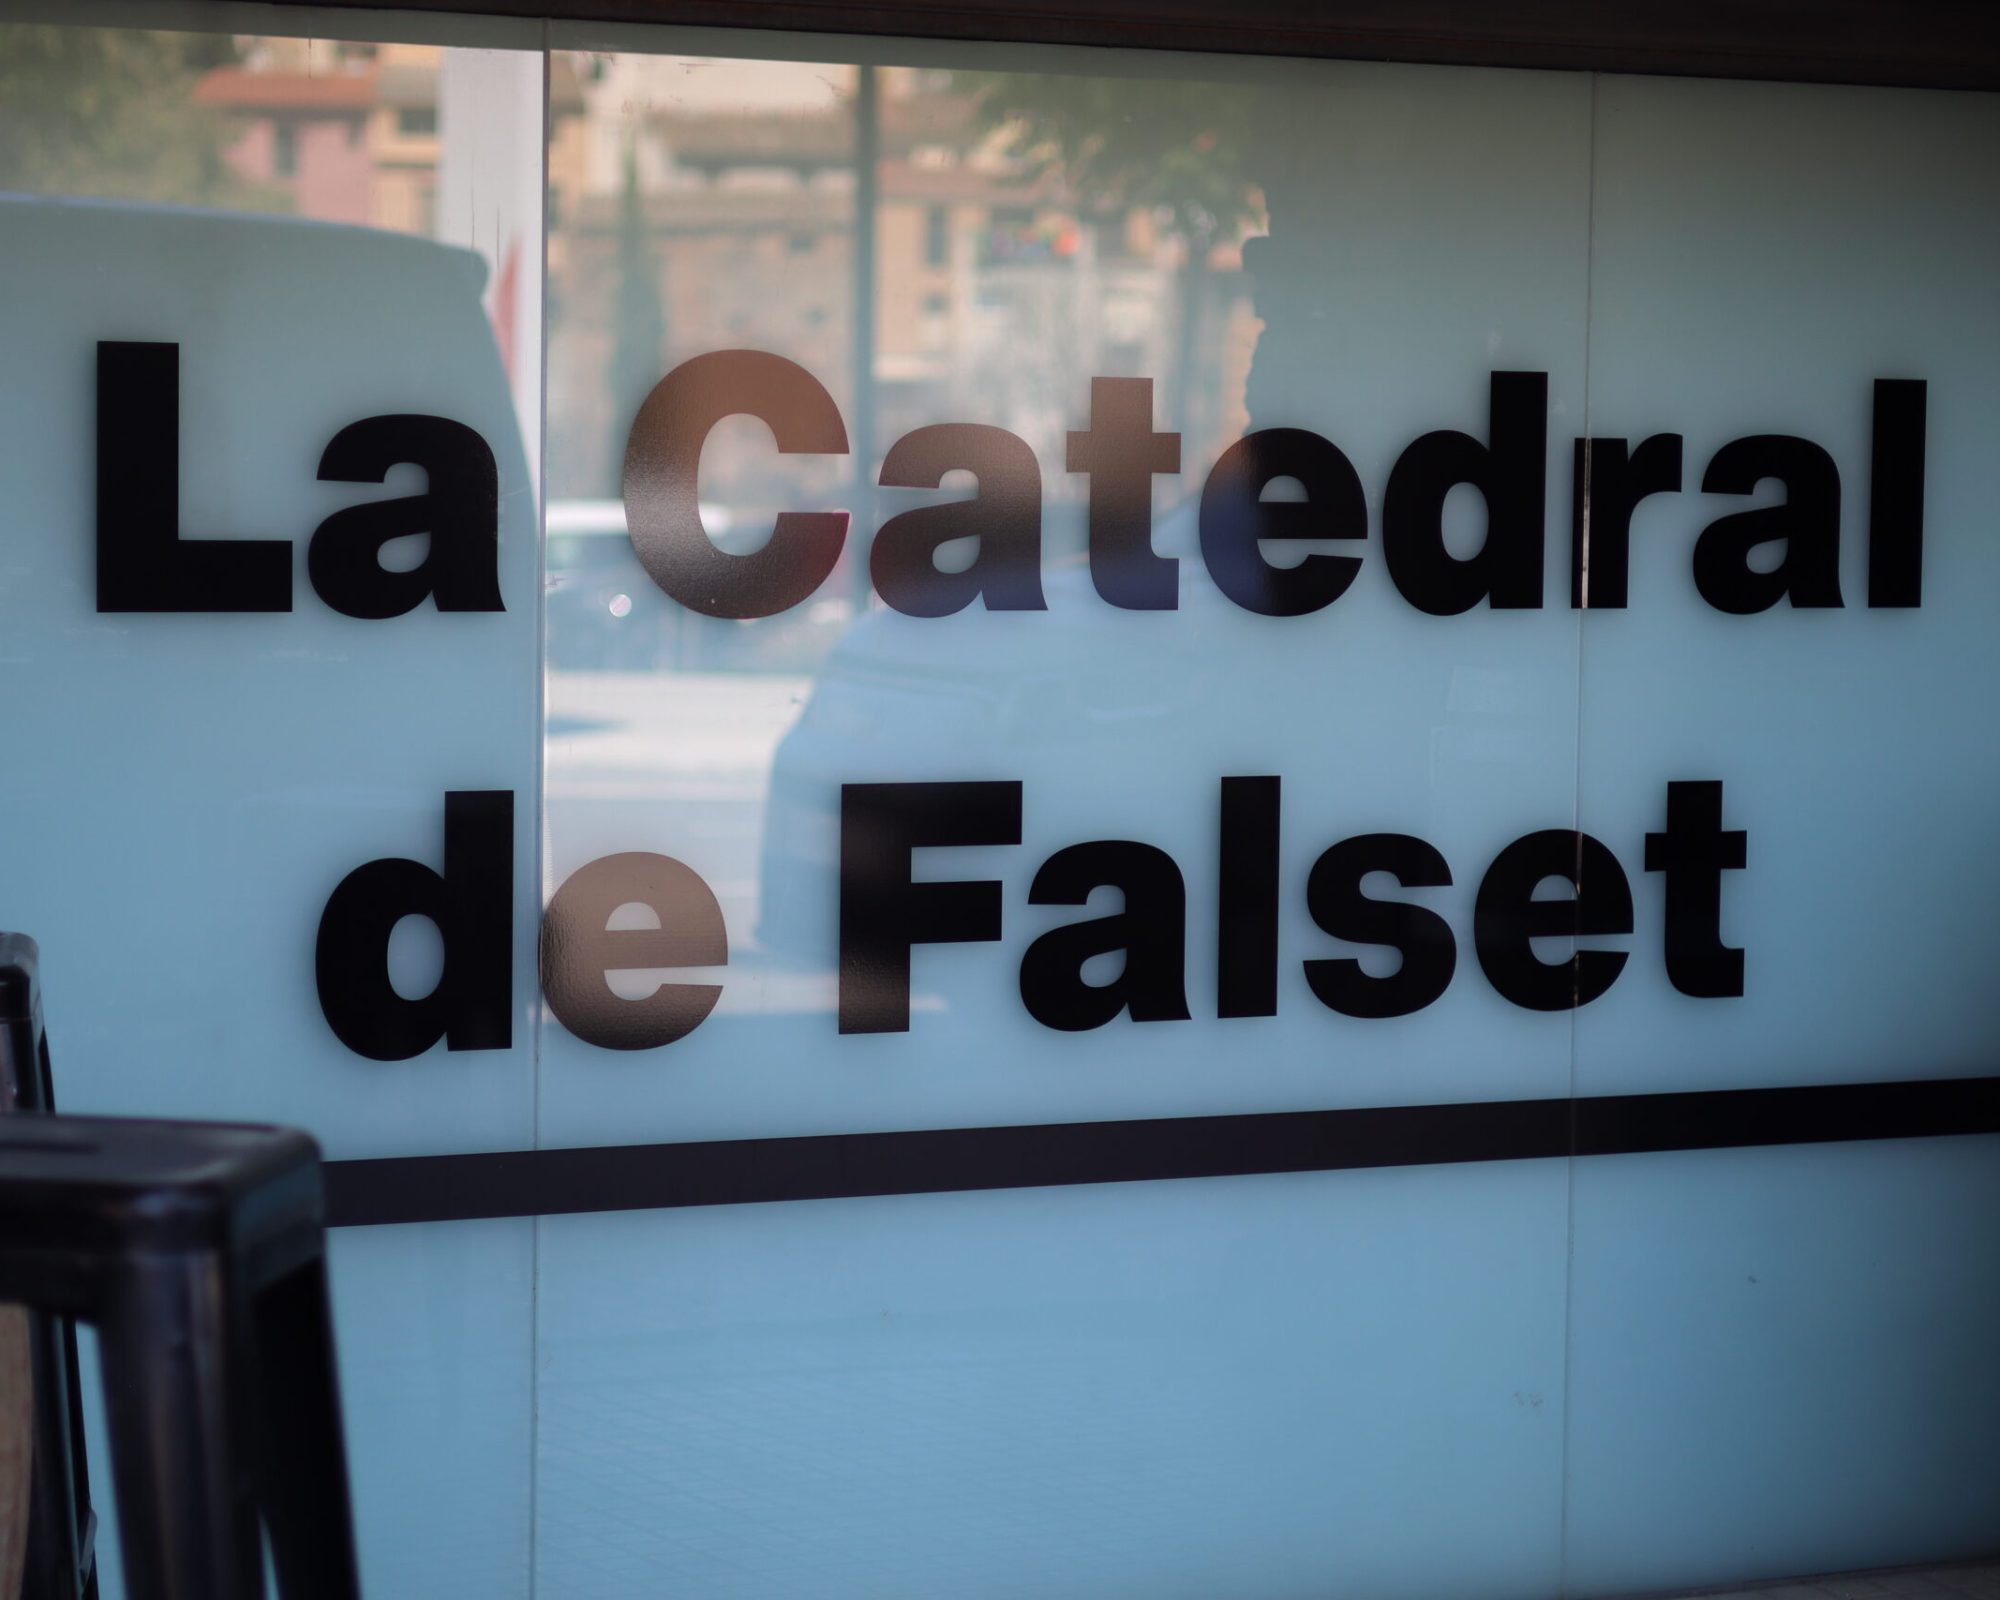 La Catedral
de Falset